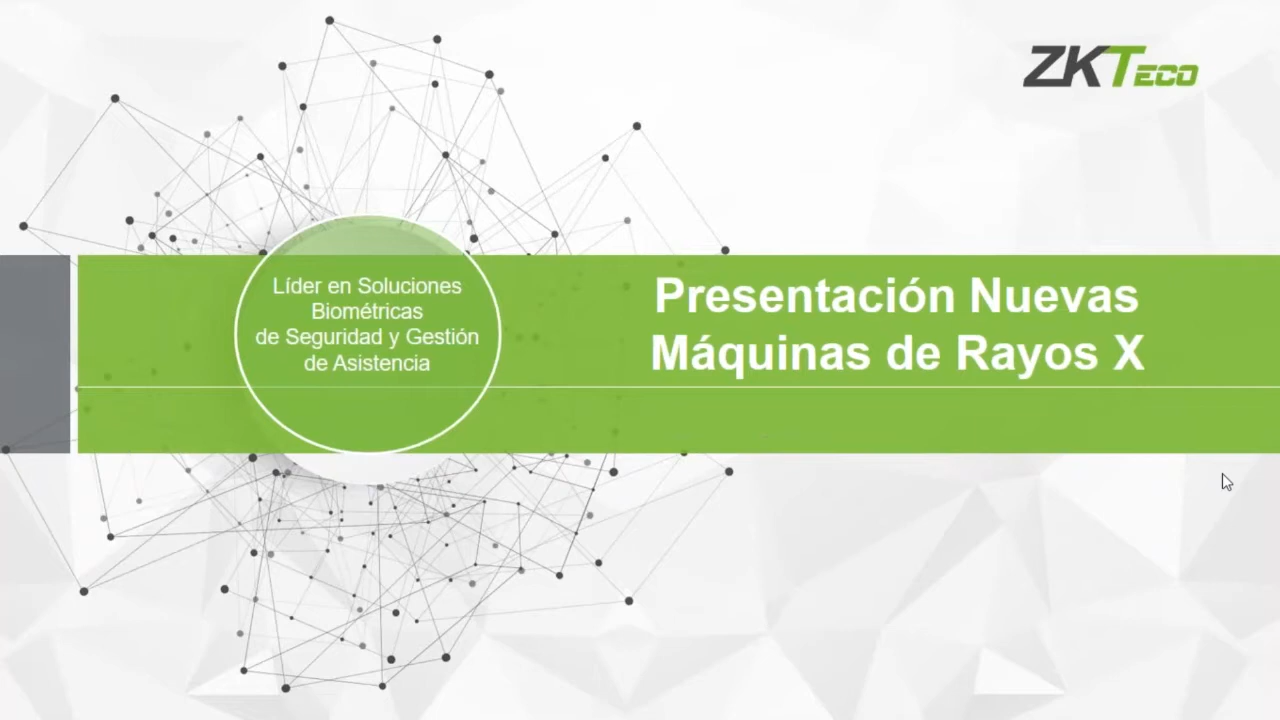 ZKTeco
Líder en Soluciones
Biométricas
de Seguridad y Gestión
de Asistencia
Presentación Nuevas
Máquinas de Rayos X